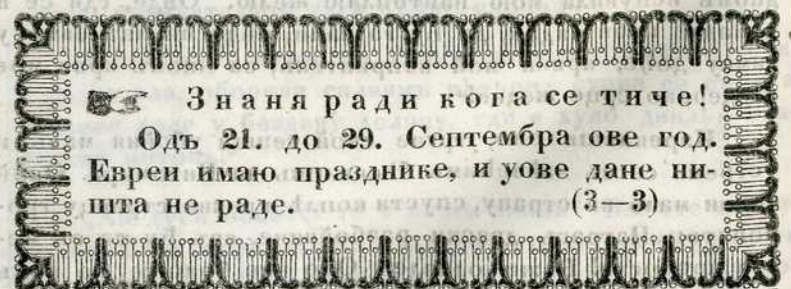 ☞ Знаня ради кога се тиче!
Одъ 21. до 29. Септембра ове год.
Евреи имаю празднике, и уове дане ни-
шта не раде. (3—3)